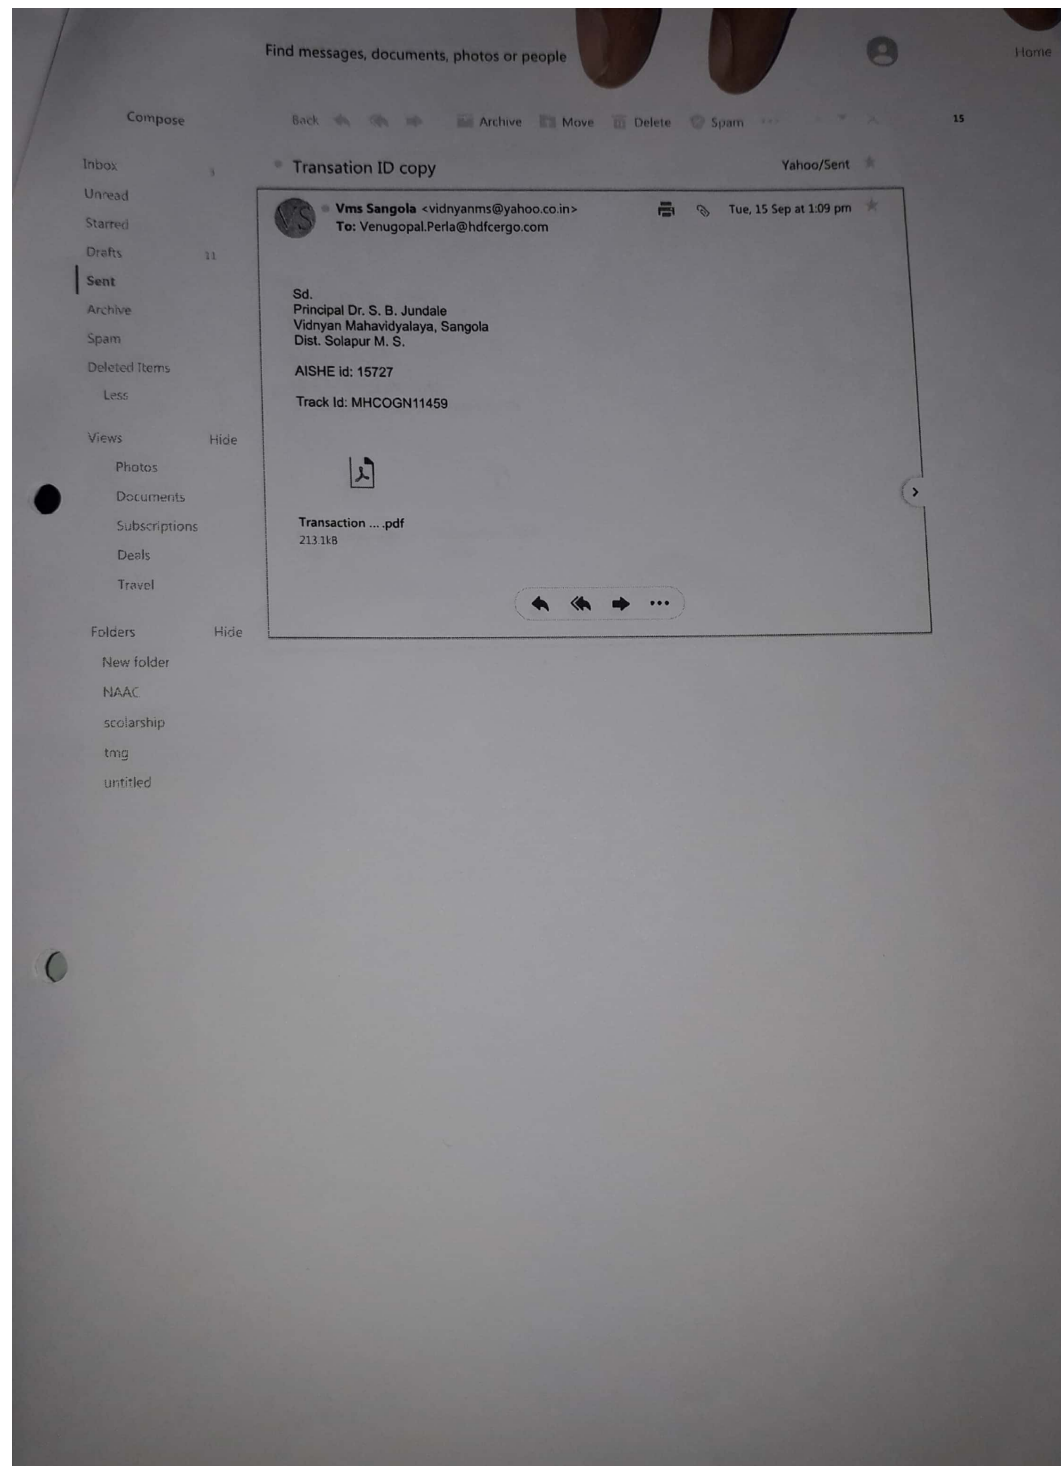 Find messages, documents, photos or people
Home
Compose
Back Archive Move Delete Spam ...
15
Inbox
Unread
Starred
Drafts 11
Sent
Archive
Spam
Deleted Items
Less
Views Hide
Photos
Documents
Subscriptions
Deals
Travel
Folders Hide
New folder
NAAC
scolarship
tmg
untitled
Transation ID copy Yahoo/Sent
VS
Vms Sangola <vidnyanms@yahoo.co.in> Tue, 15 Sep at 1:09 pm
To: Venugopal.Perla@hdfcergo.com
Sd.
Principal Dr. S. B. Jundale
Vidnyan Mahavidyalaya, Sangola
Dist. Solapur M. S.
AISHE id: 15727
Track Id: MHCOGN11459
Transaction ... .pdf
213.1kB